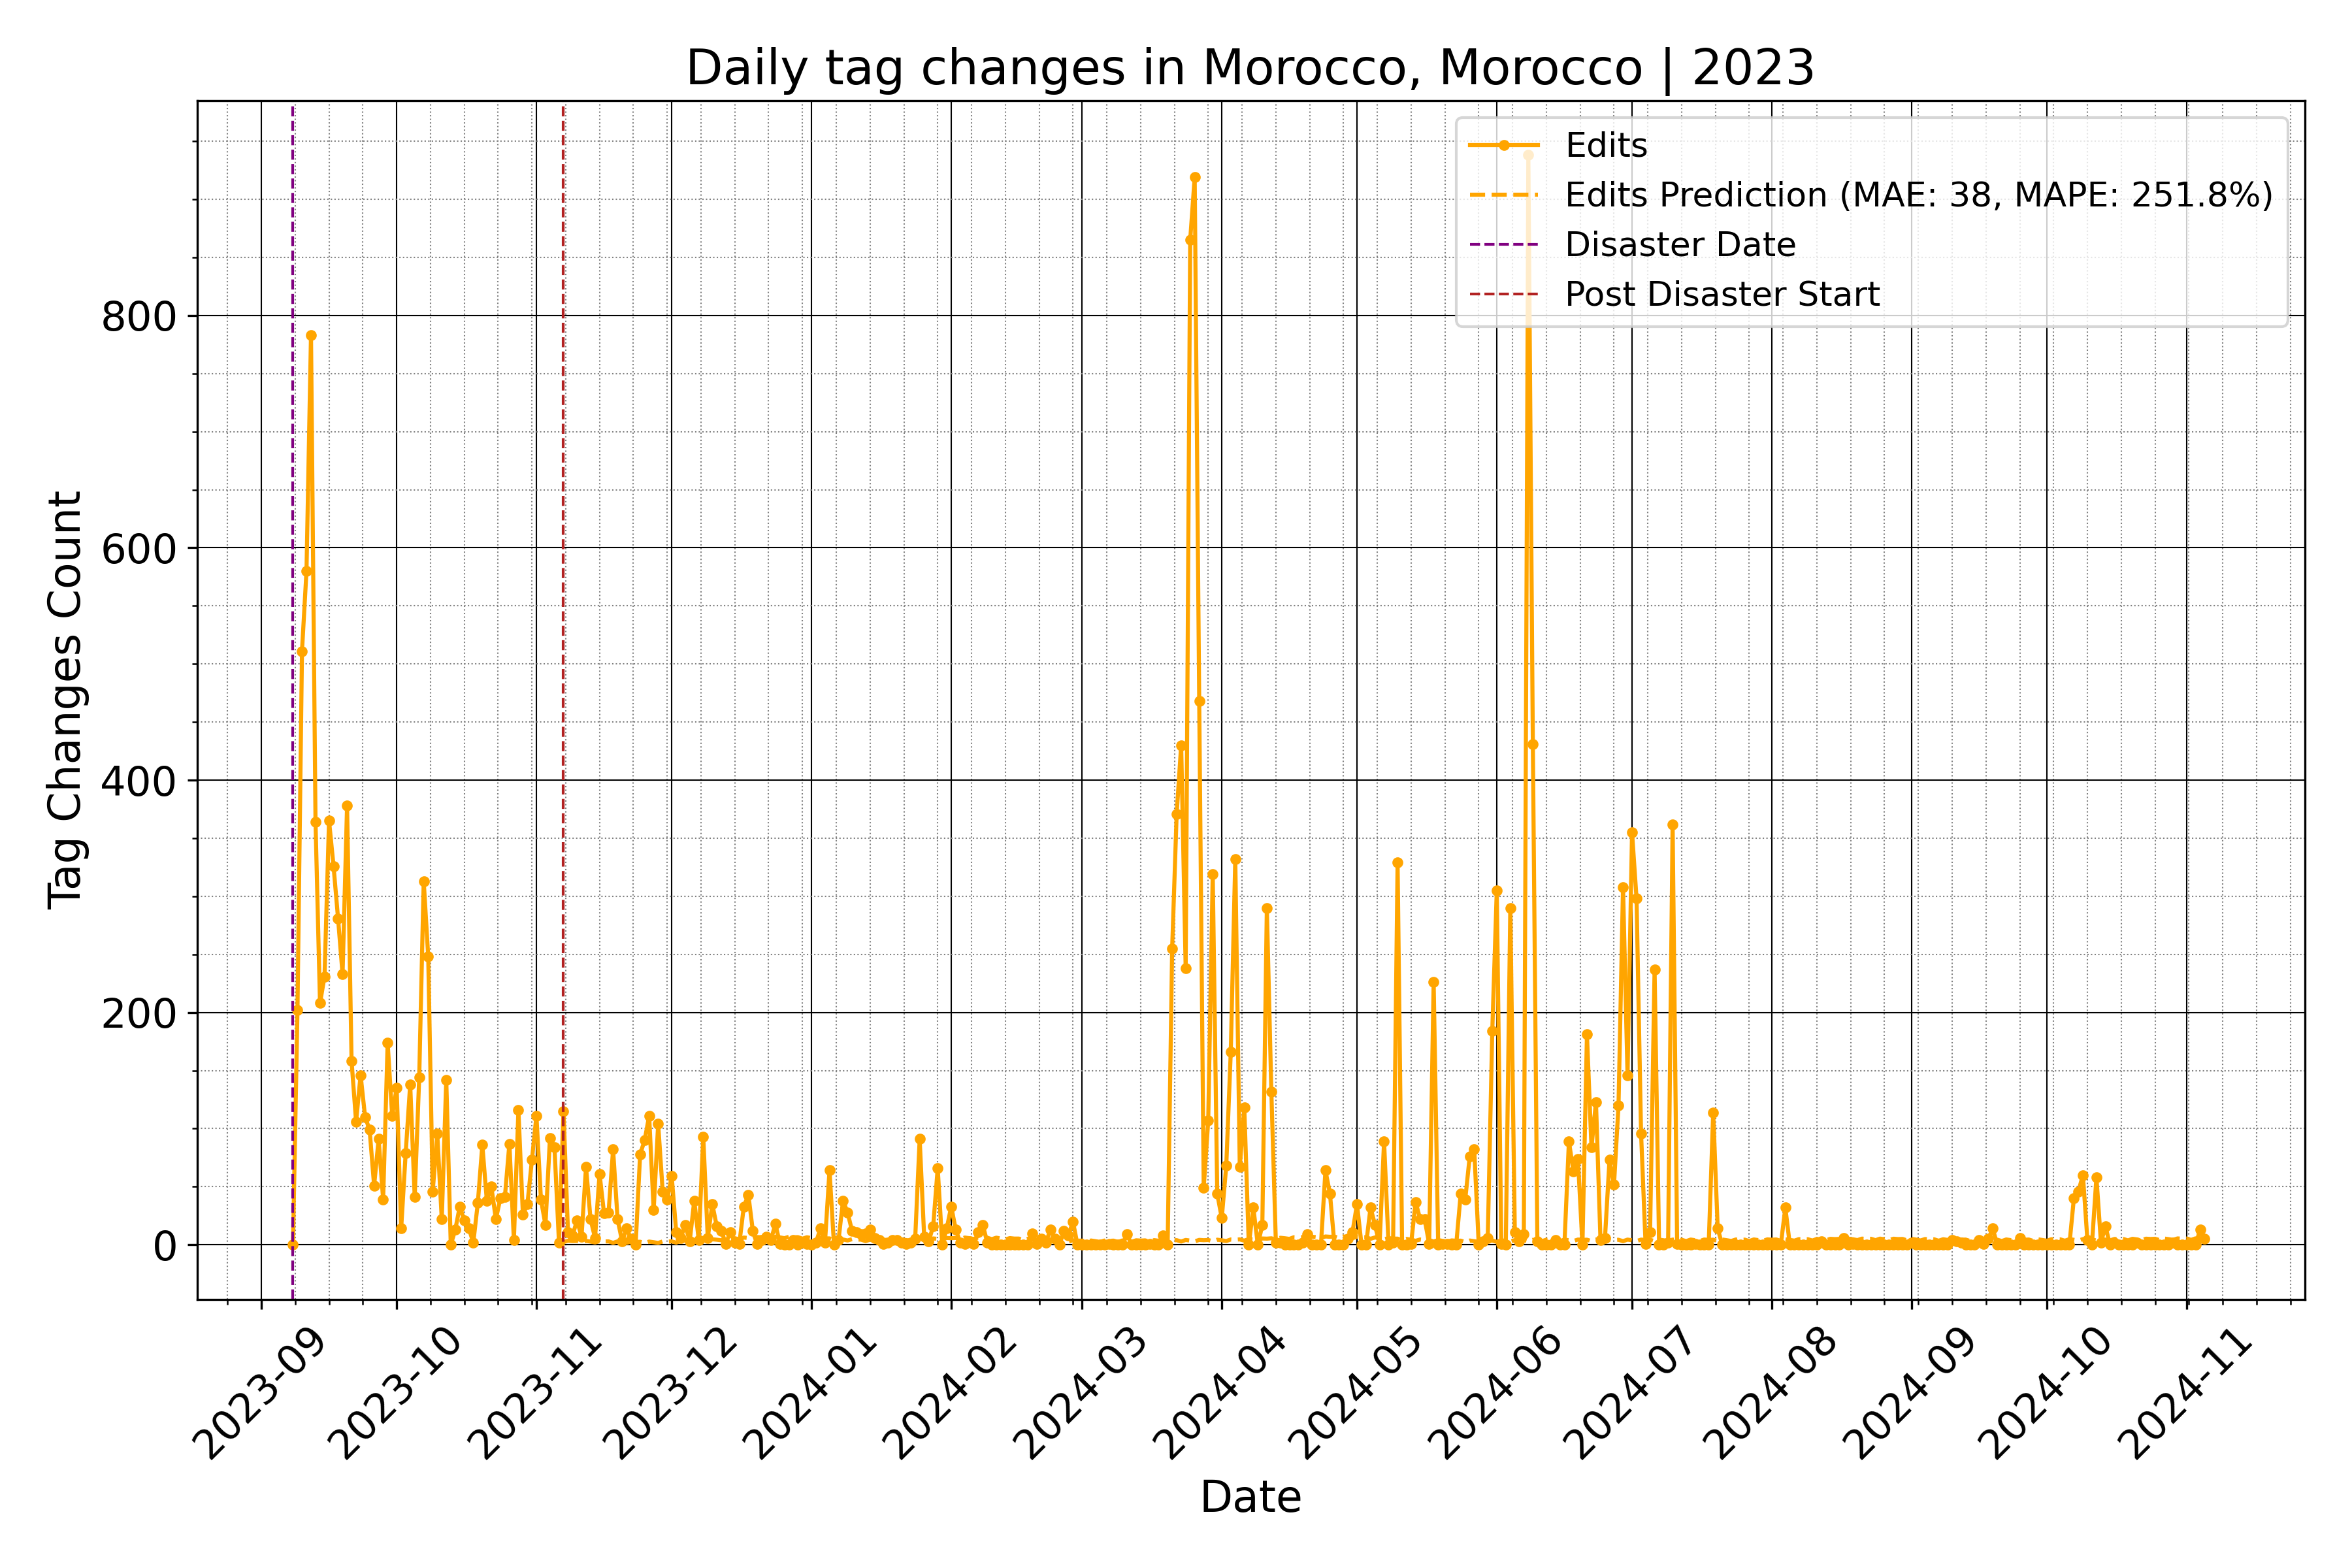 Daily tag changes in Morocco, Morocco | 2023
Edits
Edits Prediction (MAE: 38, MAPE: 251.8%)
Disaster Date
Post Disaster Start
Tag Changes Count
800
600
400
200
0
2023-09
2023-10
2023-11
2023-12
2024-01
2024-02
2024-03
2024-04
2024-05
2024-06
2024-07
2024-08
2024-09
2024-10
2024-11
Date